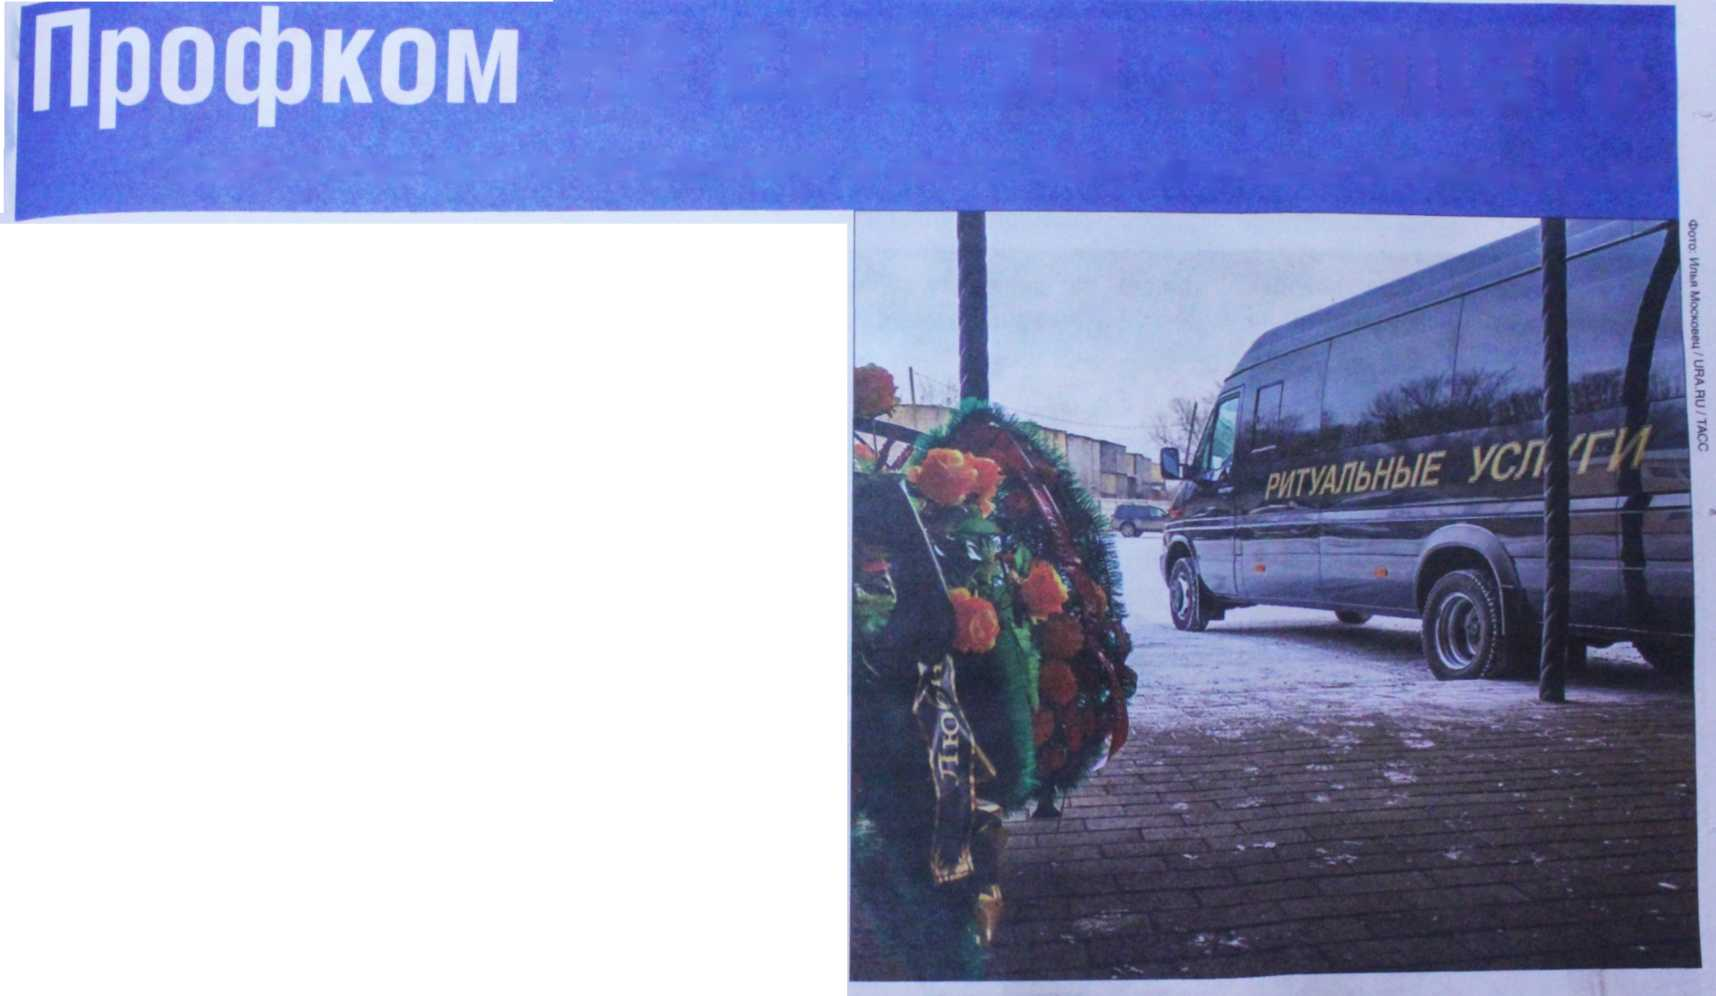 Профком
Фото: Илья Московец / URA.RU / ТАСС
РИТУАЛЬНЫЕ УСЛУГИ